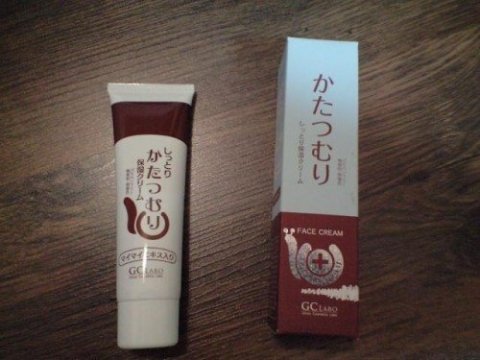 しっとり
かたつむり
保湿クリーム
マイマイエキス入り
GC LABO
かたつむり
しっとり保湿クリーム
FACE CREAM
GC LABO